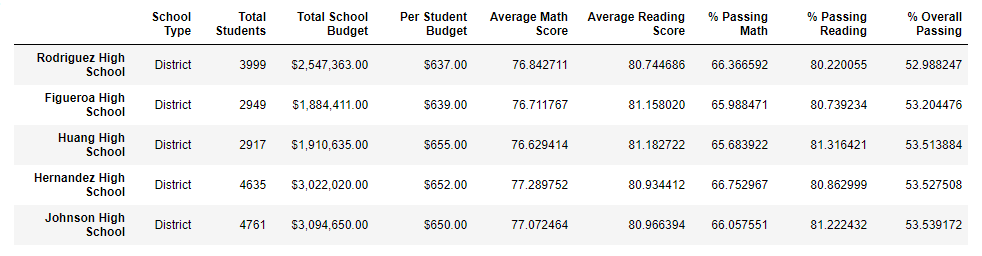 School Type Total Students Total School Budget Per Student Budget Average Math Score Average Reading Score % Passing Math % Passing Reading % Overall Passing
Rodriguez High School District 3999 $2,547,363.00 $637.00 76.842711 80.744686 66.366592 80.220055 52.988247
Figueroa High School District 2949 $1,884,411.00 $639.00 76.711767 81.158020 65.988471 80.739234 53.204476
Huang High School District 2917 $1,910,635.00 $655.00 76.629414 81.182722 65.683922 81.316421 53.513884
Hernandez High School District 4635 $3,022,020.00 $652.00 77.289752 80.934412 66.752967 80.862999 53.527508
Johnson High School District 4761 $3,094,650.00 $650.00 77.072464 80.966394 66.057551 81.222432 53.539172